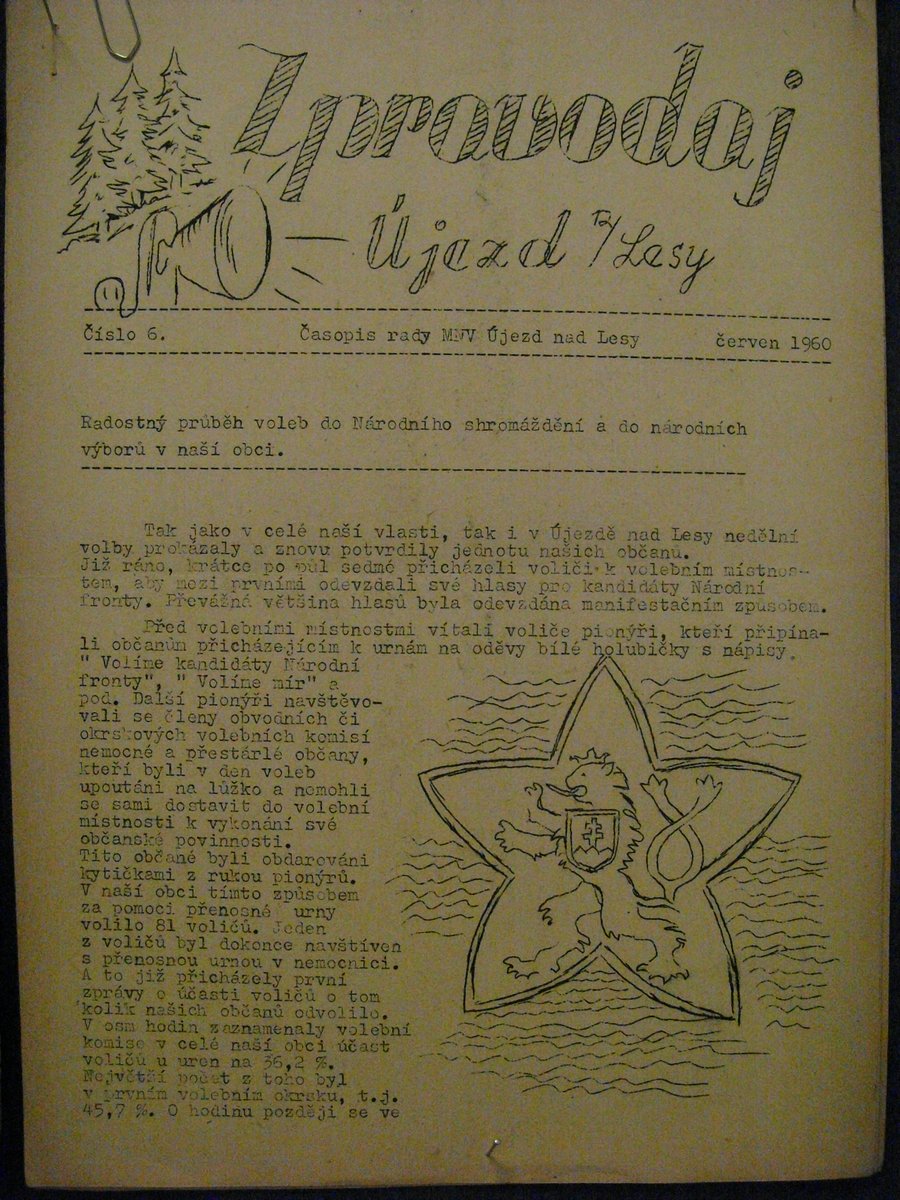 Zpravodaj
Újezd n/Lesy
Číslo 6. Časopis rady MNV Újezd nad Lesy červen 1960
Radostný průběh voleb do Národního shromáždění a do národních
výborů v naší obci.
Tak jako v celé naší vlasti, tak i v Újezdě nad Lesy nedělní
volby prokázaly a znovu potvrdily jednotu našich občanů.
Již ráno, krátce po půl sedmé přicházeli voliči k volebním místnos-
tem, aby mezi prvními odevzdali své hlasy pro kandidáty Národní
fronty. Převážná většina hlasů byla odevzdána manifestačním způsobem.
Před volebními místnostmi vítali voliče pionýři, kteří připína-
li občanům přicházejícím k urnám na oděvy bílé holubičky s nápisy
" Volíme kandidáty Národní
fronty", " Volíme mír" a
pod. Další pionýři navštěvo-
vali se členy obvodních či
okrskových volebních komisí
nemocné a přestárlé občany,
kteří byli v den voleb
upoutáni na lůžko a nemohli
se sami dostavit do volební
místnosti k vykonání své
občanské povinnosti.
Tito občané byli obdarováni
kytičkami z rukou pionýrů.
V naší obci tímto způsobem
za pomoci přenosné urny
volilo 81 voličů. Jeden
z voličů byl dokonce navštíven
s přenosnou urnou v nemocnici.
A to již přicházely první
zprávy o účasti voličů o tom
kolik našich občanů odvolilo.
V osm hodin zaznamenaly volební
komise v celé naší obci účast
voličů u uren na 36,2 %.
Největší počet z toho byl
v prvním volebním okrsku, t.j.
45,7 %. O hodinu později se ve